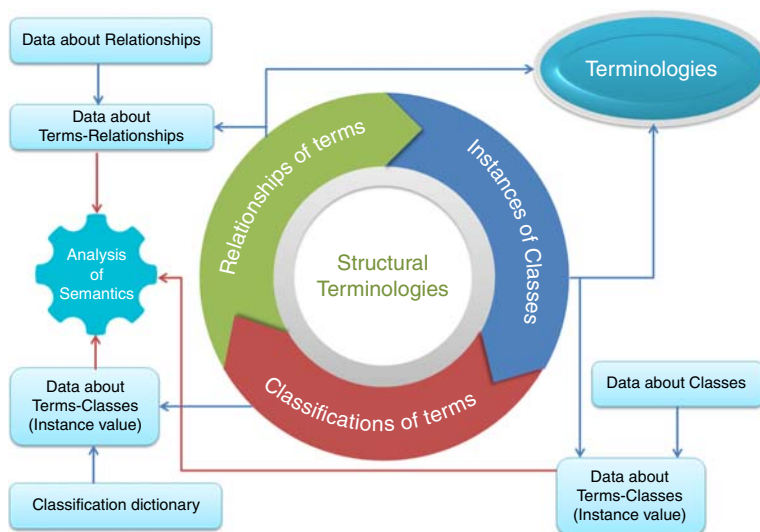 Data about Relationships
Terminologies
Data about
Terms-Relationships
Relationships of terms
Instances of Classes
Structural
Terminologies
Analysis
of
Semantics
Classifications of terms
Data about
Terms-Classes
(Instance value)
Data about Classes
Data about
Terms-Classes
(Instance value)
Classification dictionary